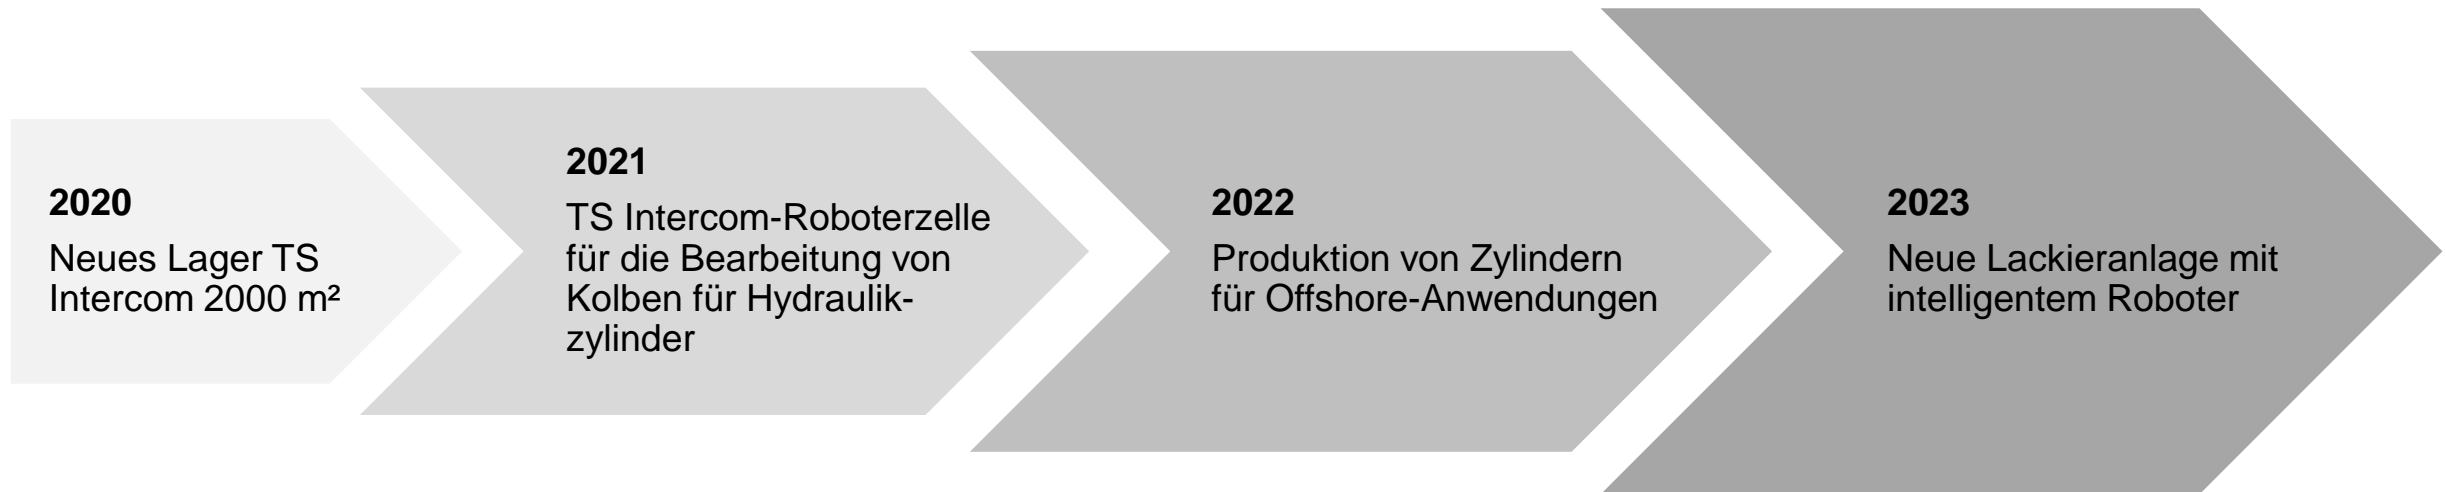 2020
Neues Lager TS
Intercom 2000 m²
2021
TS Intercom-Roboterzelle
für die Bearbeitung von
Kolben für Hydraulik-
zylinder
2022
Produktion von Zylindern
für Offshore-Anwendungen
2023
Neue Lackieranlage mit
intelligentem Roboter